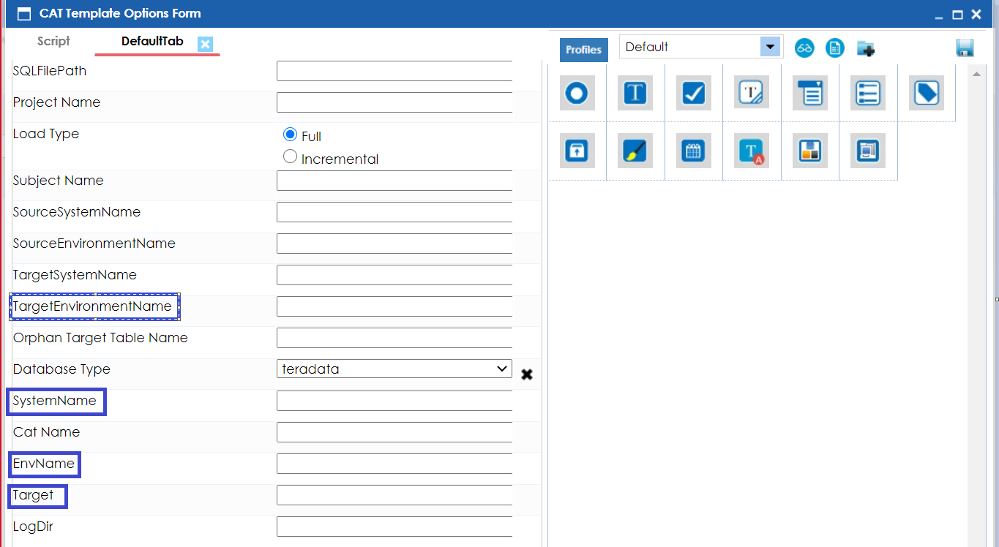 CAT Template Options Form
Script
DefaultTab
Profiles
Default
SQLFilePath
Project Name
Load Type
Full
Incremental
Subject Name
SourceSystemName
SourceEnvironmentName
TargetSystemName
TargetEnvironmentName
Orphan Target Table Name
Database Type
teradata
SystemName
Cat Name
EnvName
Target
LogDir
T
T
T
A